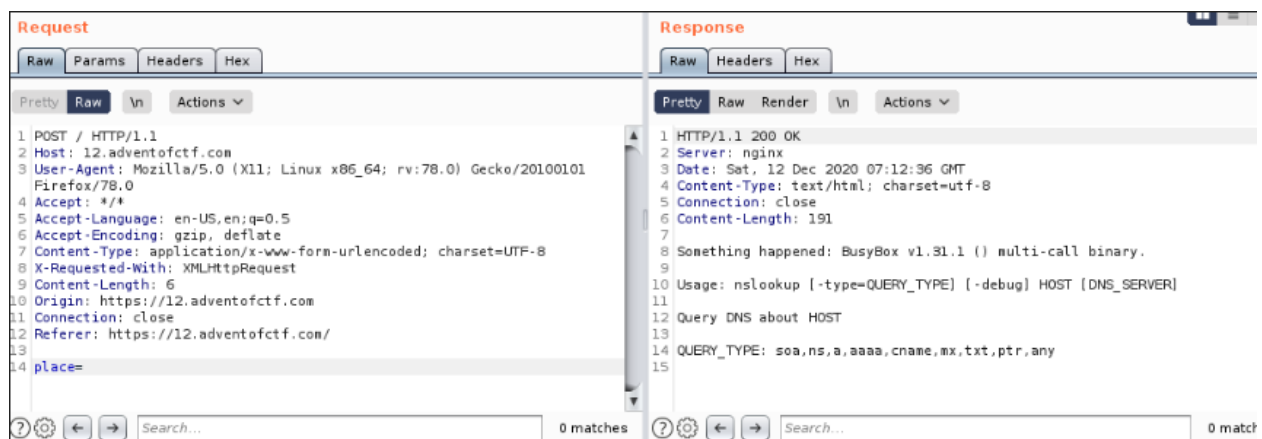 Request
Raw Params Headers Hex
Pretty Raw \n Actions
1 POST / HTTP/1.1
2 Host: 12.adventofctf.com
3 User-Agent: Mozilla/5.0 (X11; Linux x86_64; rv:78.0) Gecko/20100101
Firefox/78.0
4 Accept: */*
5 Accept-Language: en-US,en;q=0.5
6 Accept-Encoding: gzip, deflate
7 Content-Type: application/x-www-form-urlencoded; charset=UTF-8
8 X-Requested-With: XMLHttpRequest
9 Content-Length: 6
10 Origin: https://12.adventofctf.com
11 Connection: close
12 Referer: https://12.adventofctf.com/
13
14 place=
Search...
0 matches
Response
Raw Headers Hex
Pretty Raw Render \n Actions
1 HTTP/1.1 200 OK
2 Server: nginx
3 Date: Sat, 12 Dec 2020 07:12:36 GMT
4 Content-Type: text/html; charset=utf-8
5 Connection: close
6 Content-Length: 191
7
8 Something happened: BusyBox v1.31.1 () multi-call binary.
9
10 Usage: nslookup [-type=QUERY_TYPE] [-debug] HOST [DNS_SERVER]
11
12 Query DNS about HOST
13
14 QUERY_TYPE: soa,ns,a,aaaa,cname,mx,txt,ptr,any
15
Search...
0 match